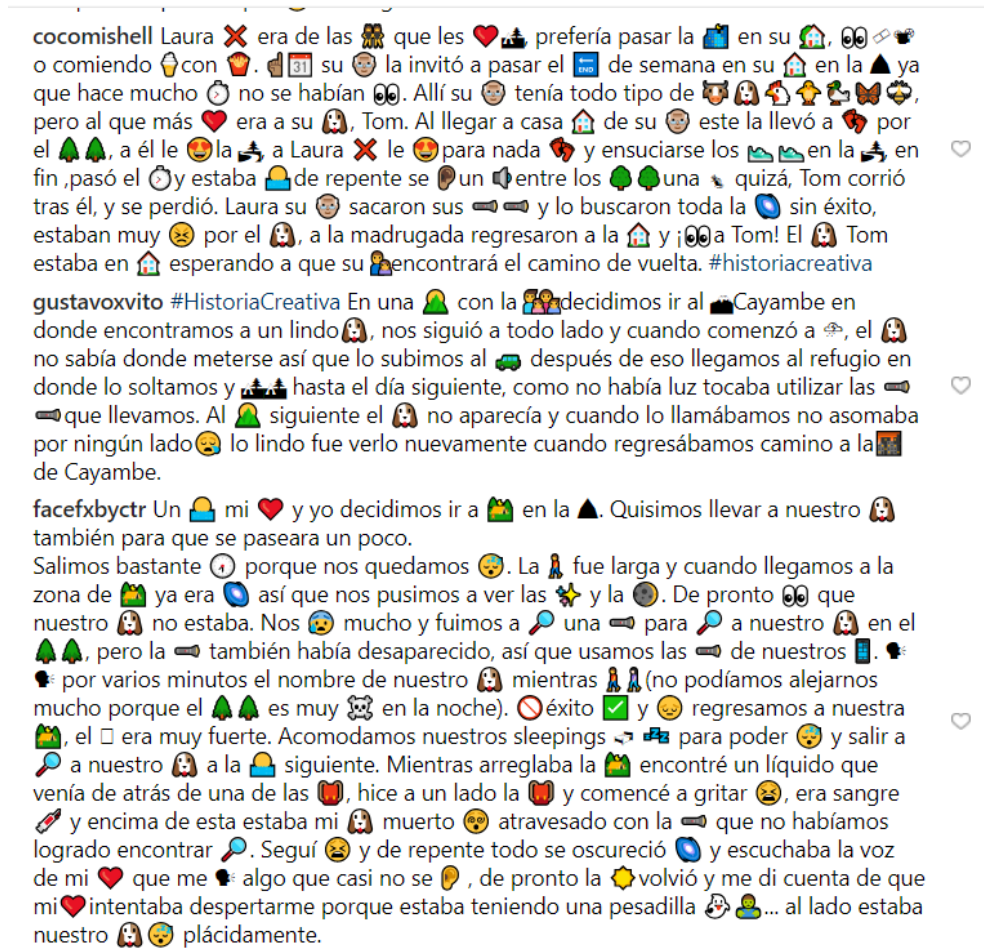 cocomishell Laura ❌ era de las 👭 que les ❤️🏞️, prefería pasar la 🌃 en su 🏡, 👀 📽️
o comiendo 🍦con 🍟. ☝🏽📅 su 👴🏽 la invitó a pasar el 🔚 de semana en su 🏠 en la ⛰ ya
que hace mucho ⏱️ no se habían 👀. Allí su 👴🏽 tenía todo tipo de 🐮🐶🐔🐥🦆🦋🐝,
pero al que más ❤️ era a su 🐶, Tom. Al llegar a casa 🏠 de su 👴🏽 este la llevó a 👣 por
el 🌲🌲, a él le 😍la 🏞️, a Laura ❌ le 😍para nada 👣 y ensuciarse los 👟👟en la 🏞️, en
fin ,pasó el ⏱️y estaba 🌅de repente se 👂🏿un 🔈entre los 🌳🌳una 🐿️ quizá, Tom corrió
tras él, y se perdió. Laura su 👴🏽 sacaron sus 🔦🔦 y lo buscaron toda la 🌌 sin éxito,
estaban muy 😣 por el 🐶, a la madrugada regresaron a la 🏠 y ¡👀a Tom! El 🐶 Tom
estaba en 🏠 esperando a que su 👩‍👦encontrará el camino de vuelta. #historiacreativa
gustavoxvito #HistoriaCreativa En una 🌄 con la 👨‍👩‍👧‍👦decidimos ir al 🏔️Cayambe en
donde encontramos a un lindo🐶, nos siguió a todo lado y cuando comenzó a ⛈️, el 🐶
no sabía donde meterse así que lo subimos al 🚙 después de eso llegamos al refugio en
donde lo soltamos y 🏕️🏕️ hasta el día siguiente, como no había luz tocaba utilizar las 🔦
🔦que llevamos. Al 🌄 siguiente el 🐶 no aparecía y cuando lo llamábamos no asomaba
por ningún lado😪 lo lindo fue verlo nuevamente cuando regresábamos camino a la🌇
de Cayambe.
facefxbyctr Un 🌅 mi ❤️ y yo decidimos ir a 🏕️ en la ⛰. Quisimos llevar a nuestro 🐶
también para que se paseara un poco.
Salimos bastante 🕢 porque nos quedamos 😴. La 🚶 fue larga y cuando llegamos a la
zona de 🏕️ ya era 🌌 así que nos pusimos a ver las ✨ y la 🌒. De pronto 👀 que
nuestro 🐶 no estaba. Nos 😰 mucho y fuimos a 🔎 una 🔦 para 🔎 a nuestro 🐶 en el
🌲🌲, pero la 🔦 también había desaparecido, así que usamos las 🔦 de nuestros 📱. 🗣️
🗣️ por varios minutos el nombre de nuestro 🐶 mientras 🚶🚶(no podíamos alejarnos
mucho porque el 🌲🌲 es muy ☠️ en la noche). 🚫éxito ✅ y 😔 regresamos a nuestra
🏕️, el □ era muy fuerte. Acomodamos nuestros sleepings 🛏️ 💤 para poder 😴 y salir a
🔎 a nuestro 🐶 a la 🌅 siguiente. Mientras arreglaba la 🏕️ encontré un líquido que
venía de atrás de una de las 🎒, hice a un lado la 🎒 y comencé a gritar 😫, era sangre
💉 y encima de esta estaba mi 🐶 muerto 😵 atravesado con la 🔦 que no habíamos
logrado encontrar 🔎. Seguí 😫 y de repente todo se oscureció 🌌 y escuchaba la voz
de mi ❤️ que me 🗣️ algo que casi no se 👂 , de pronto la ☀️volvió y me di cuenta de que
mi❤️intentaba despertarme porque estaba teniendo una pesadilla 👻🧟‍♂️... al lado estaba
nuestro 🐶😴 plácidamente.